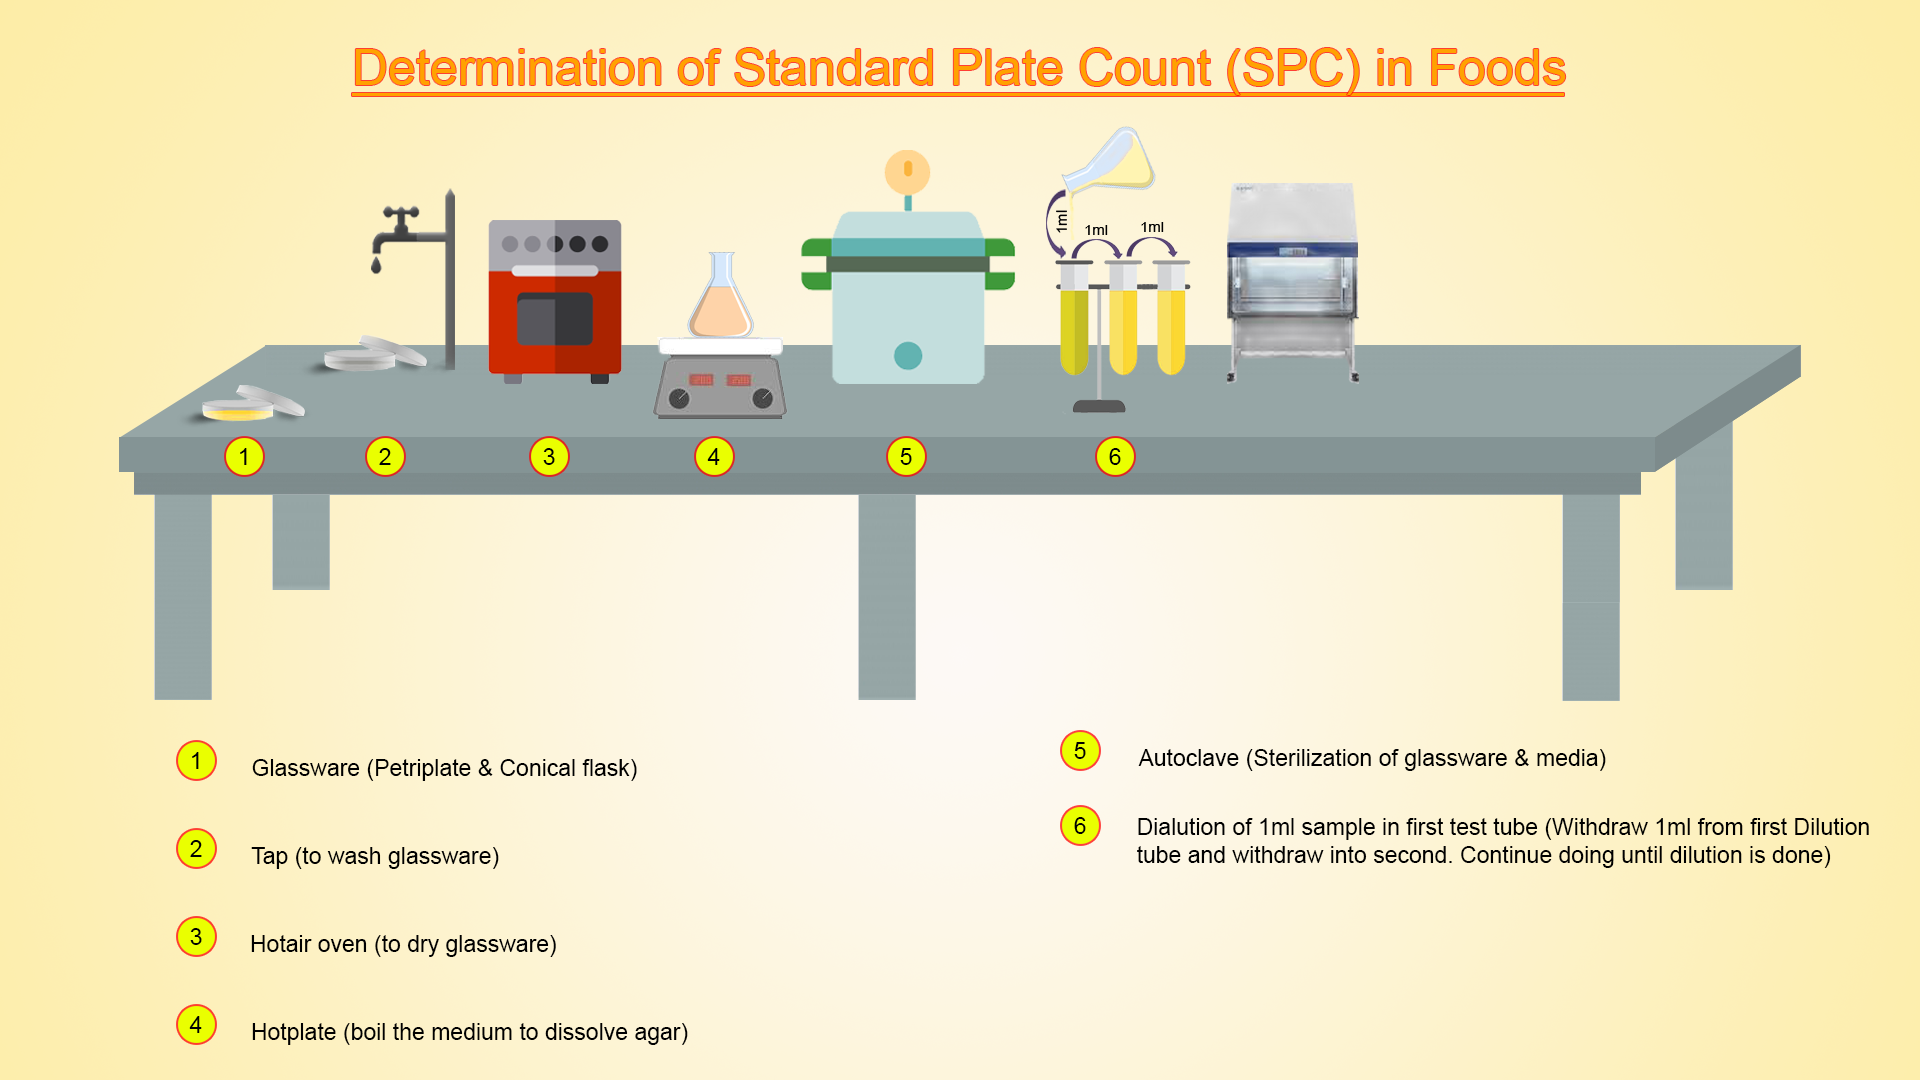 Determination of Standard Plate Count (SPC) in Foods
1ml
1ml
1ml
1
2
3
4
5
6
1
Glassware (Petriplate & Conical flask)
2
Tap (to wash glassware)
3
Hotair oven (to dry glassware)
4
Hotplate (boil the medium to dissolve agar)
5
Autoclave (Sterilization of glassware & media)
6
Dialution of 1ml sample in first test tube (Withdraw 1ml from first Dilution
tube and withdraw into second. Continue doing until dilution is done)